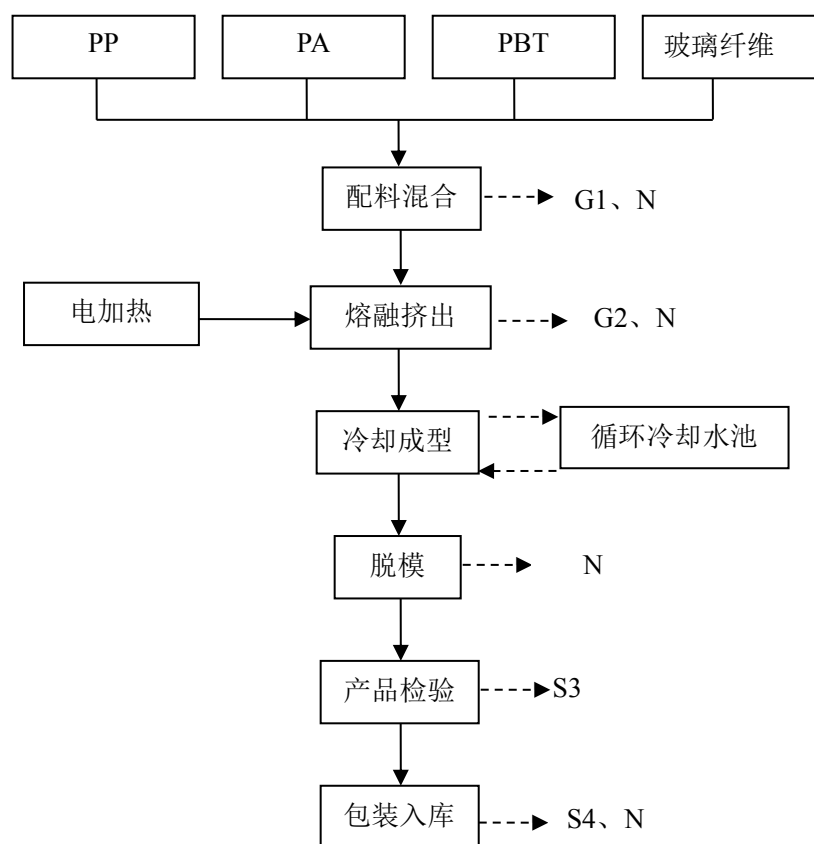 PP
PA
PBT
玻璃纤维
配料混合
G1、N
电加热
熔融挤出
G2、N
冷却成型
循环冷却水池
脱模
N
产品检验
S3
包装入库
S4、N